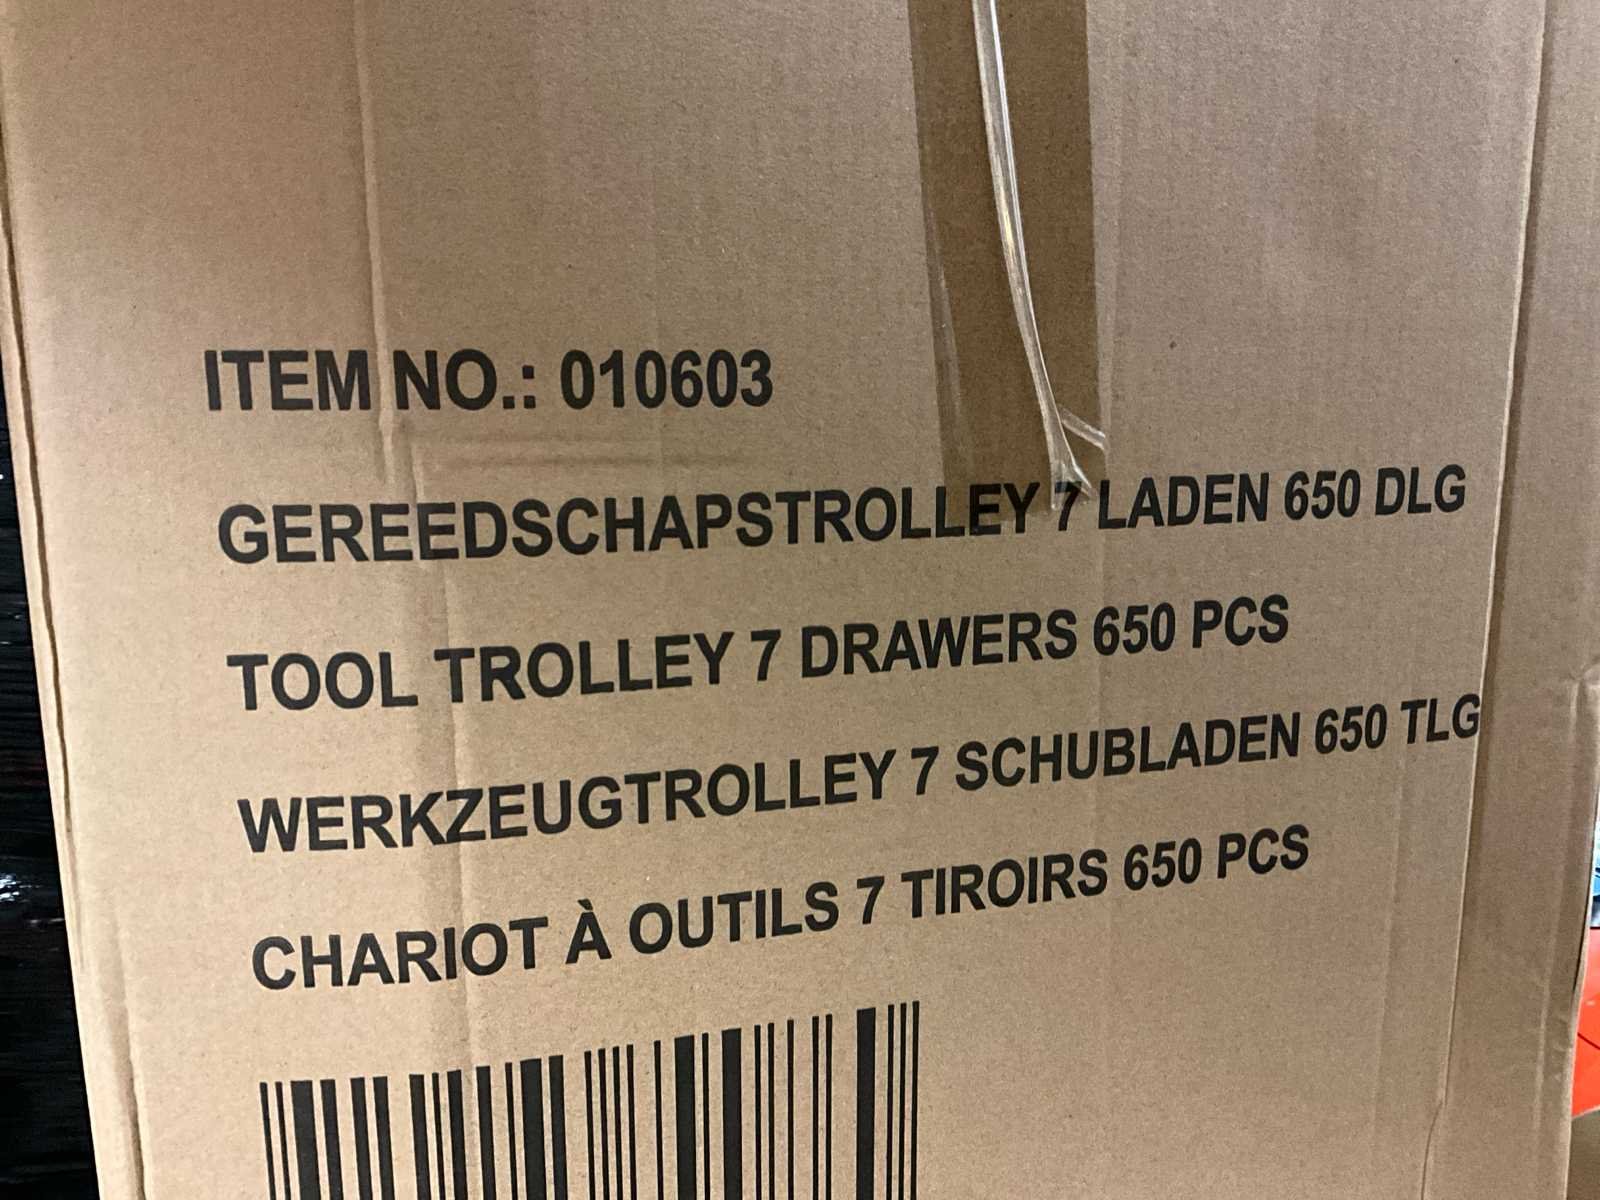 ITEM NO.: 010603
GEREEDSCHAPSTROLLEY 7 LADEN 650 DLG
TOOL TROLLEY 7 DRAWERS 650 PCS
WERKZEUGTROLLEY 7 SCHUBLADEN 650 TLG
CHARIOT À OUTILS 7 TIROIRS 650 PCS